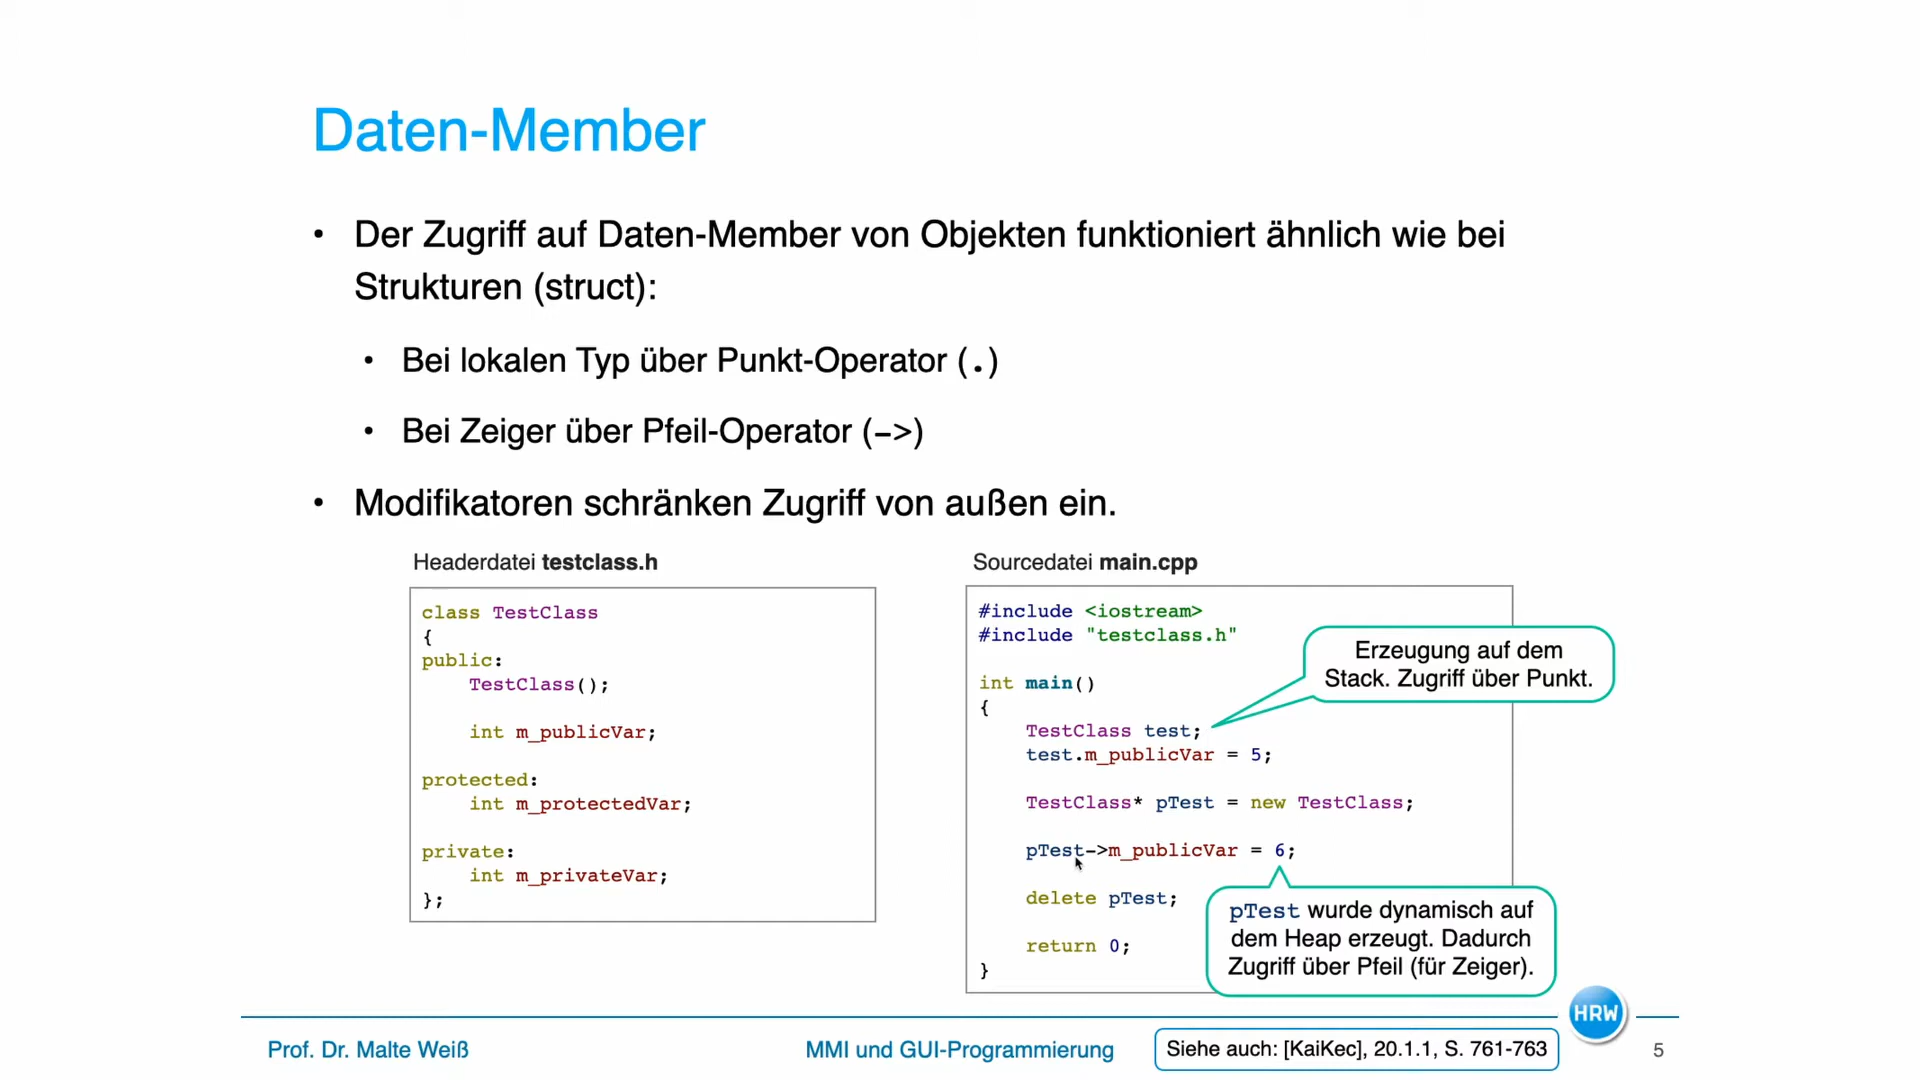 Daten-Member
• Der Zugriff auf Daten-Member von Objekten funktioniert ähnlich wie bei
Strukturen (struct):
• Bei lokalen Typ über Punkt-Operator (.)
• Bei Zeiger über Pfeil-Operator (->)
• Modifikatoren schränken Zugriff von außen ein.
Headerdatei testclass.h
class TestClass
{
public:
TestClass();
int m_publicVar;
protected:
int m_protectedVar;
private:
int m_privateVar;
};
Sourcedatei main.cpp
#include <iostream>
#include "testclass.h"
int main()
{
TestClass test;
test.m_publicVar = 5;
TestClass* pTest = new TestClass;
pTest->m_publicVar = 6;
delete pTest;
return 0;
}
Erzeugung auf dem
Stack. Zugriff über Punkt.
pTest wurde dynamisch auf
dem Heap erzeugt. Dadurch
Zugriff über Pfeil (für Zeiger).
HRW
Prof. Dr. Malte Weiß
MMI und GUI-Programmierung
Siehe auch: [KaiKec], 20.1.1, S. 761-763
5